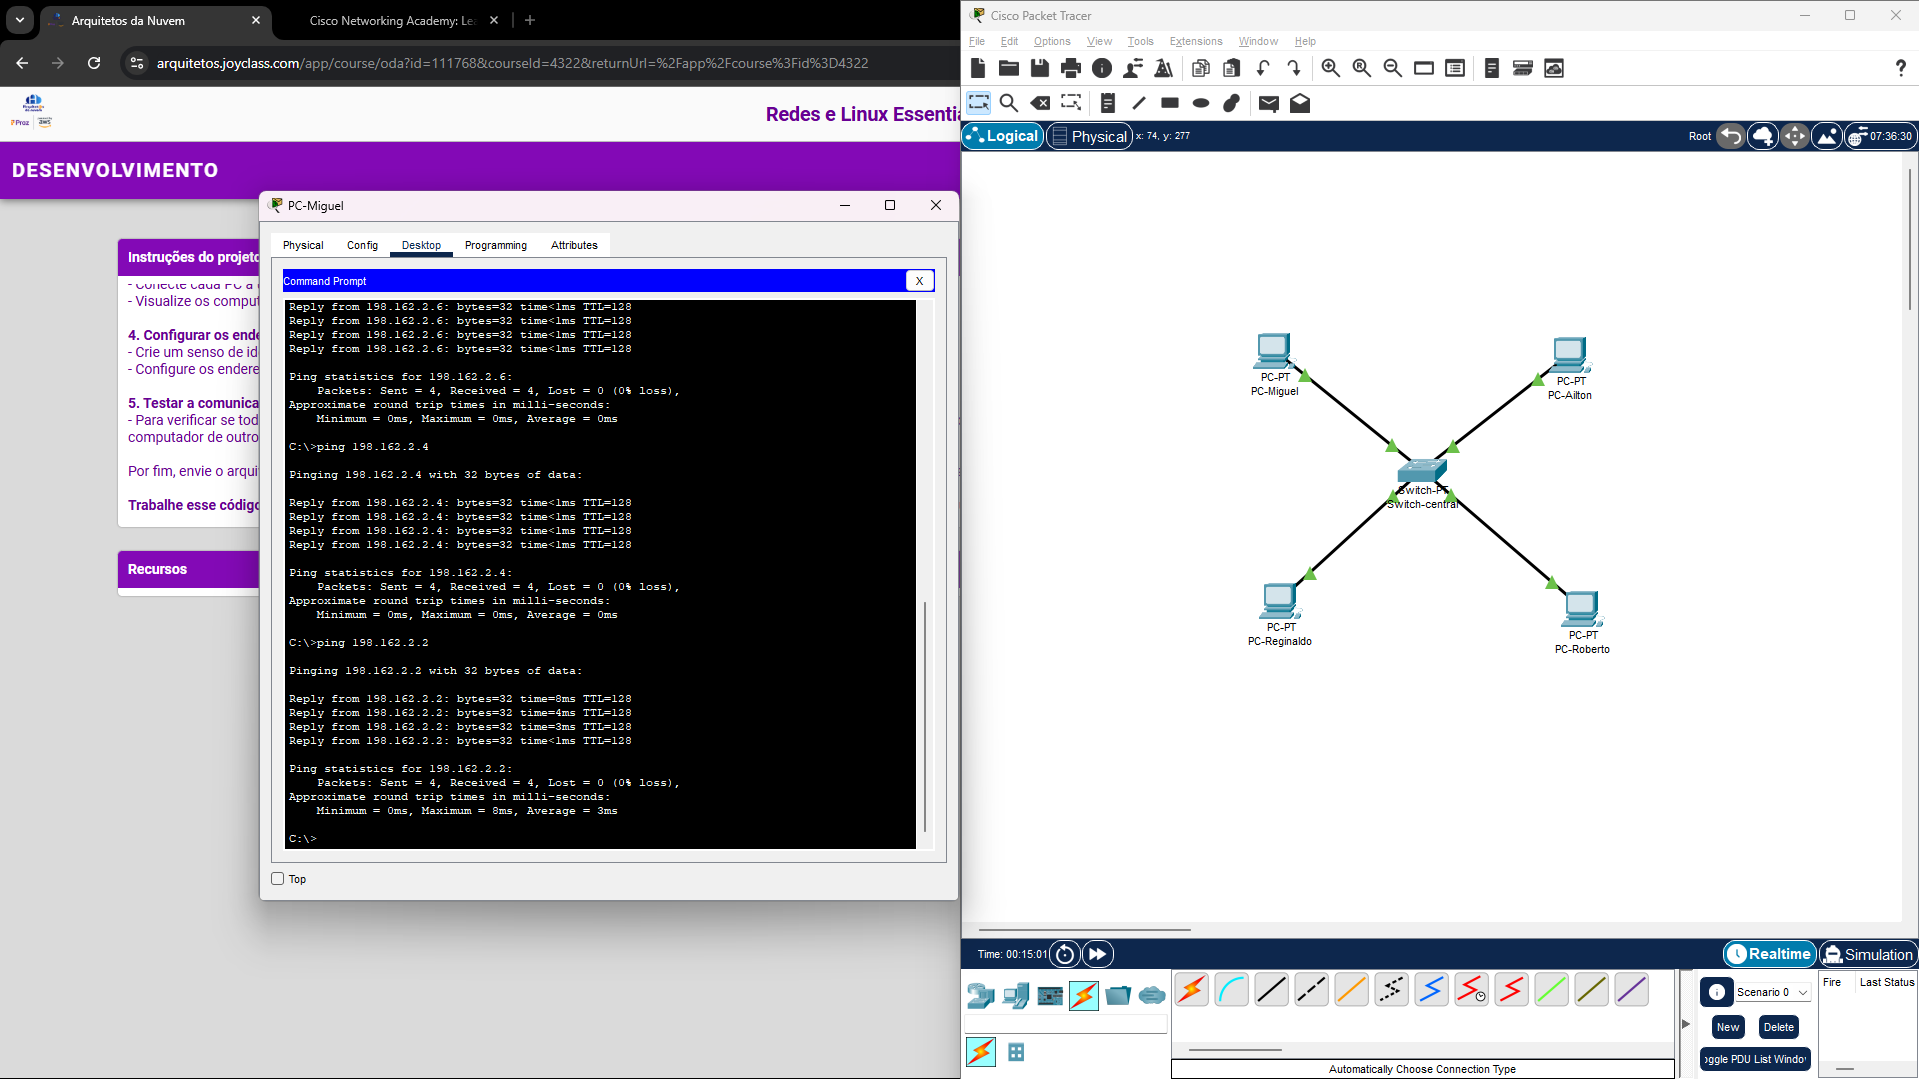 Arquitetos da Nuvem
Cisco Networking Academy: Le
arquitetos.joyclass.com/app/course/oda?id=111768&courseId=4322&returnUrl=%2Fapp%2Fcourse%3Fid%3D4322
Proz
aws
Redes e Linux Essentia
DESENVOLVIMENTO
Instruções do projeto
- Conecte cada PC a
- Visualize os comput
4. Configurar os ende
- Crie um senso de id
- Configure os endere
5. Testar a comunica
- Para verificar se tod
computador de outro
Por fim, envie o arqui
Trabalhe esse códigc
Recursos
PC-Miguel
Physical Config Desktop Programming Attributes
Command Prompt
X
Reply from 198.162.2.6: bytes=32 time<1ms TTL=128
Reply from 198.162.2.6: bytes=32 time<1ms TTL=128
Reply from 198.162.2.6: bytes=32 time<1ms TTL=128
Reply from 198.162.2.6: bytes=32 time<1ms TTL=128
Ping statistics for 198.162.2.6:
Packets: Sent = 4, Received = 4, Lost = 0 (0% loss),
Approximate round trip times in milli-seconds:
Minimum = 0ms, Maximum = 0ms, Average = 0ms
C:\>ping 198.162.2.4
Pinging 198.162.2.4 with 32 bytes of data:
Reply from 198.162.2.4: bytes=32 time<1ms TTL=128
Reply from 198.162.2.4: bytes=32 time<1ms TTL=128
Reply from 198.162.2.4: bytes=32 time<1ms TTL=128
Reply from 198.162.2.4: bytes=32 time<1ms TTL=128
Ping statistics for 198.162.2.4:
Packets: Sent = 4, Received = 4, Lost = 0 (0% loss),
Approximate round trip times in milli-seconds:
Minimum = 0ms, Maximum = 0ms, Average = 0ms
C:\>ping 198.162.2.2
Pinging 198.162.2.2 with 32 bytes of data:
Reply from 198.162.2.2: bytes=32 time=8ms TTL=128
Reply from 198.162.2.2: bytes=32 time=4ms TTL=128
Reply from 198.162.2.2: bytes=32 time=3ms TTL=128
Reply from 198.162.2.2: bytes=32 time<1ms TTL=128
Ping statistics for 198.162.2.2:
Packets: Sent = 4, Received = 4, Lost = 0 (0% loss),
Approximate round trip times in milli-seconds:
Minimum = 0ms, Maximum = 8ms, Average = 3ms
C:\>
Top
Cisco Packet Tracer
File Edit Options View Tools Extensions Window Help
Logical Physical x: 74, y: 277
Root 07:36:30
PC-PT
PC-Miguel
PC-PT
PC-Ailton
Switch-PT
Switch-central
PC-PT
PC-Reginaldo
PC-PT
PC-Roberto
Time: 00:15:01
Realtime Simulation
Scenario 0
New Delete
oggle PDU List Windov
Fire Last Status
Automatically Choose Connection Type